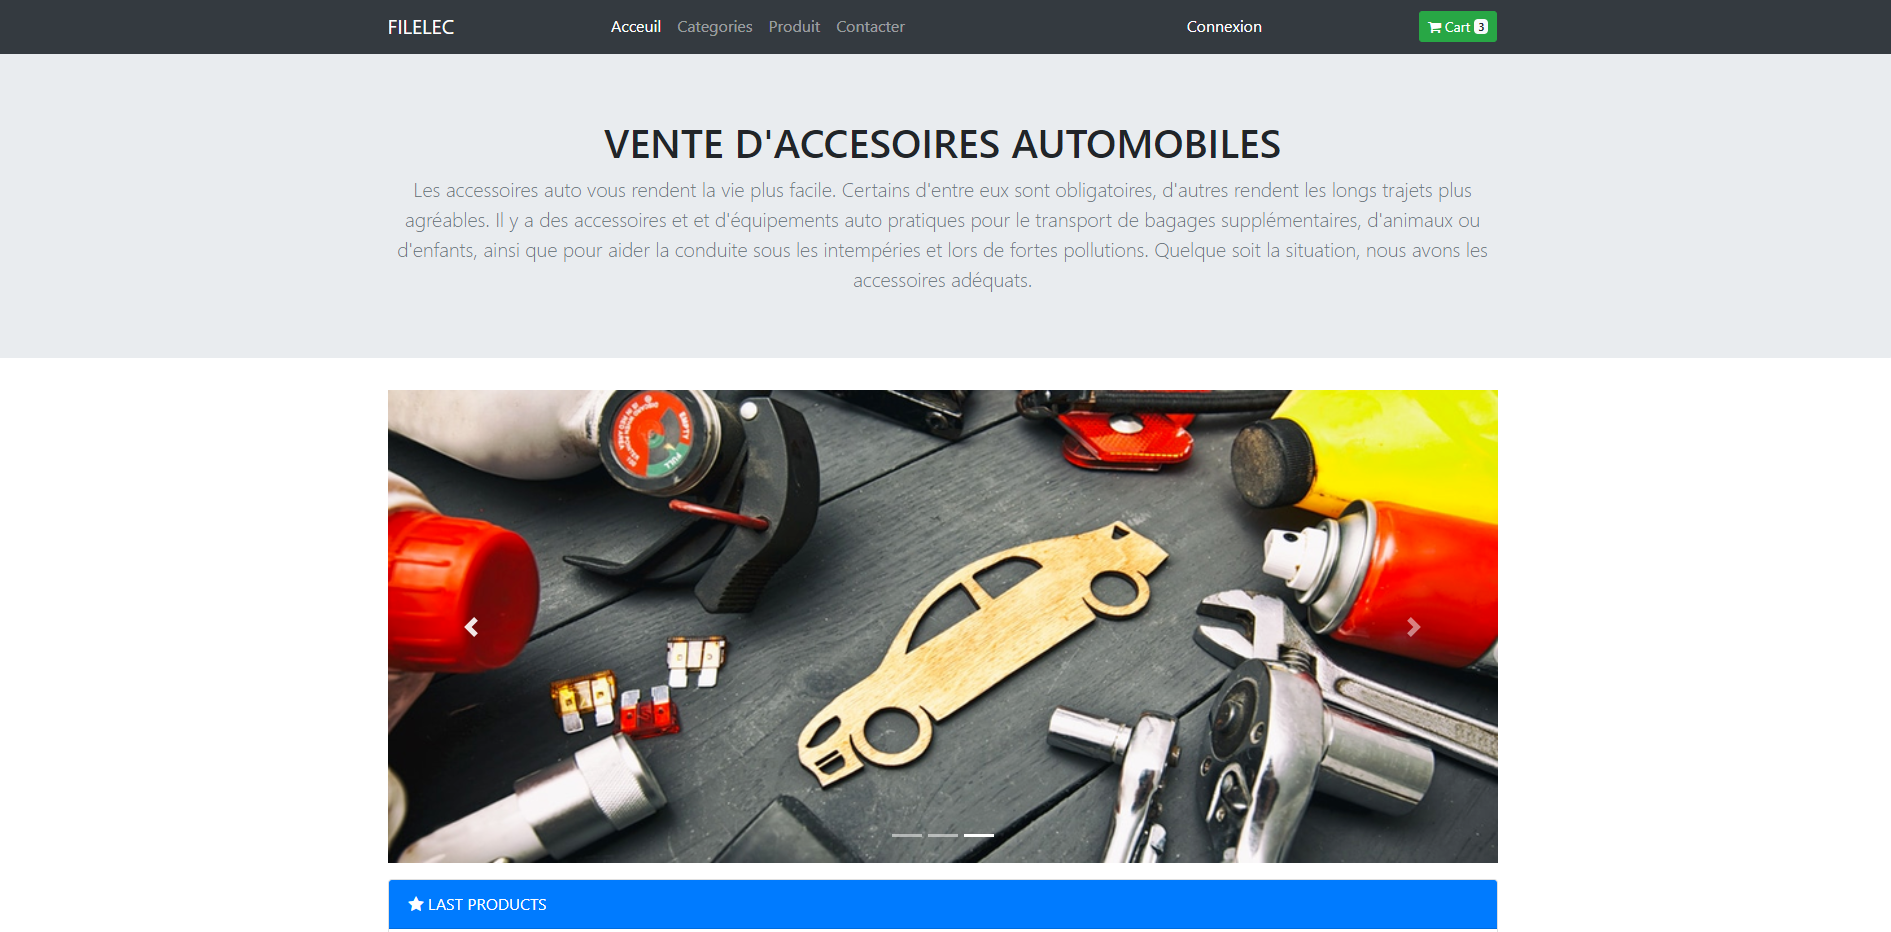 FILELEC
Acceuil Categories Produit Contacter
Connexion
Cart 3
VENTE D'ACCESOIRES AUTOMOBILES
Les accessoires auto vous rendent la vie plus facile. Certains d'entre eux sont obligatoires, d'autres rendent les longs trajets plus
agréables. Il y a des accessoires et et d'équipements auto pratiques pour le transport de bagages supplémentaires, d'animaux ou
d'enfants, ainsi que pour aider la conduite sous les intempéries et lors de fortes pollutions. Quelque soit la situation, nous avons les
accessoires adéquats.
EMPTY
FULL
LAST PRODUCTS